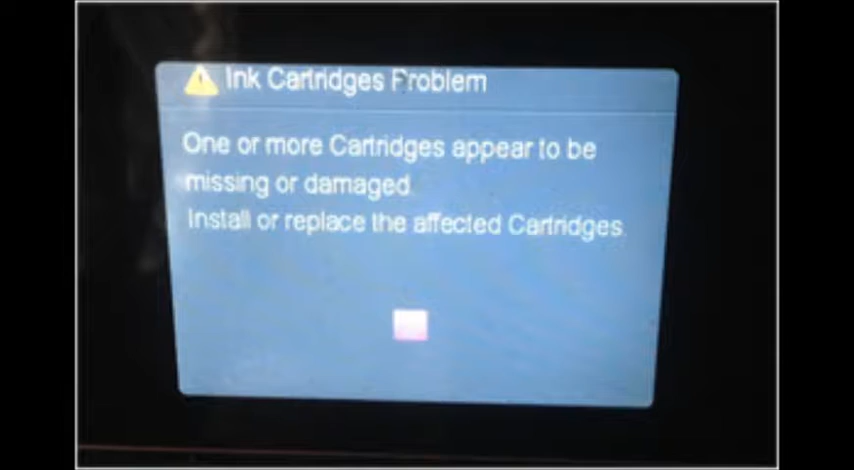 Ink Cartridges Problem
One or more Cartridges appear to be
missing or damaged.
Install or replace the affected Cartridges.